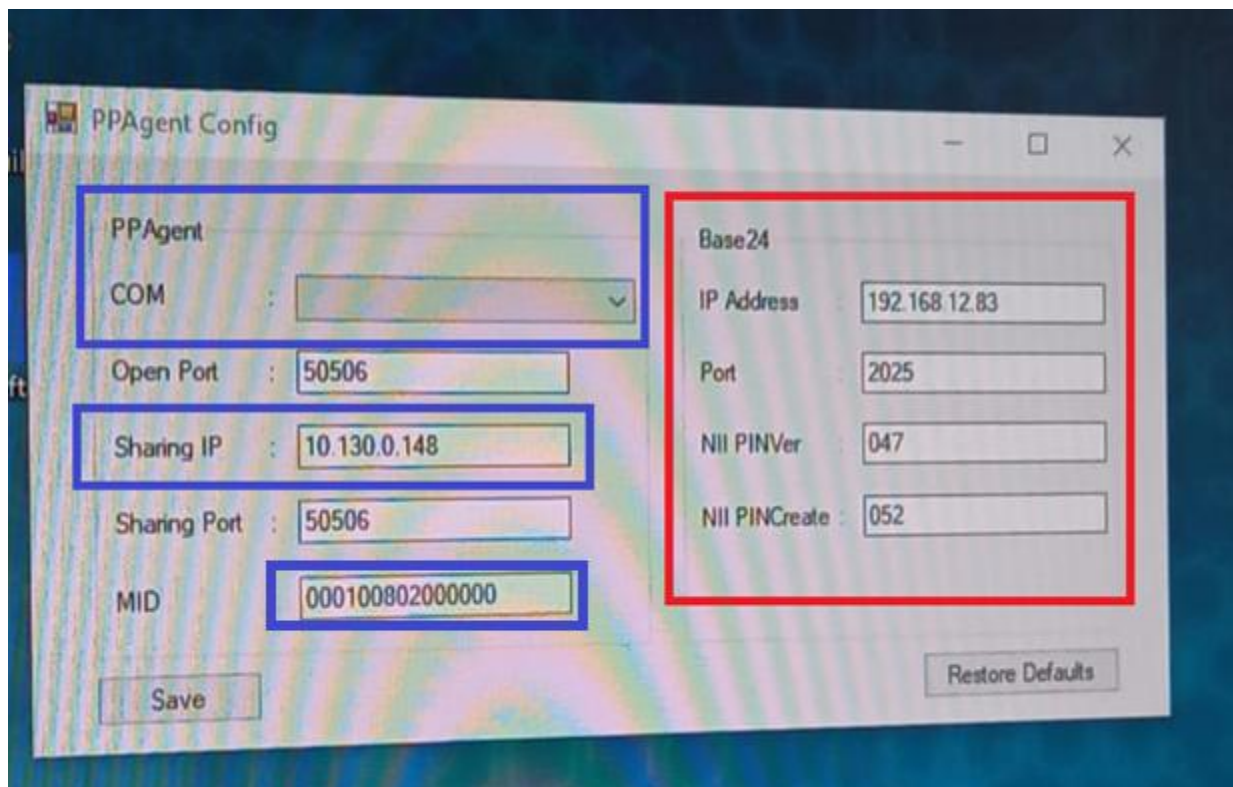 PPAgent Config
PPAgent
COM :
Open Port : 50506
Sharing IP : 10.130.0.148
Sharing Port : 50506
MID 000100802000000
Save
Base24
IP Address : 192.168.12.83
Port : 2025
NII PINVer : 047
NII PINCreate : 052
Restore Defaults